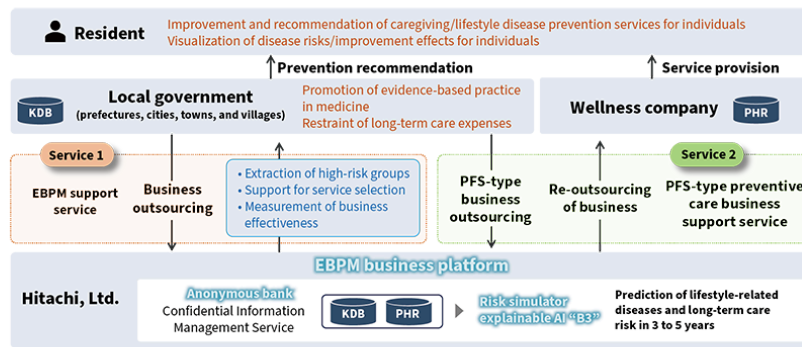 Resident
Improvement and recommendation of caregiving/lifestyle disease prevention services for individuals
Visualization of disease risks/improvement effects for individuals
Prevention recommendation
Service provision
KDB
Local government
(prefectures, cities, towns, and villages)
Promotion of evidence-based practice
in medicine
Restraint of long-term care expenses
Wellness company
PHR
Service 1
EBPM support
service
Business
outsourcing
• Extraction of high-risk groups
• Support for service selection
• Measurement of business
effectiveness
PFS-type
business
outsourcing
Re-outsourcing
of business
Service 2
PFS-type preventive
care business
support service
EBPM business platform
Hitachi, Ltd.
Anonymous bank
Confidential Information
Management Service
KDB
PHR
Risk simulator
explainable AI “B3”
Prediction of lifestyle-related
diseases and long-term care
risk in 3 to 5 years